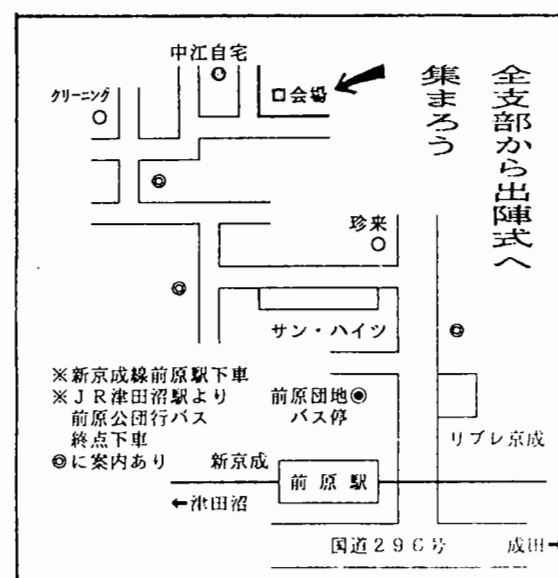 全支部から出陣式へ
集まろう
中江自宅
クリーニング
会場
珍来
サン・ハイツ
※新京成線前原駅下車
※JR津田沼駅より
前原公団行バス
終点下車
◎に案内あり
前原団地
バス停
リブレ京成
新京成
前原駅
←津田沼
国道296号
成田→